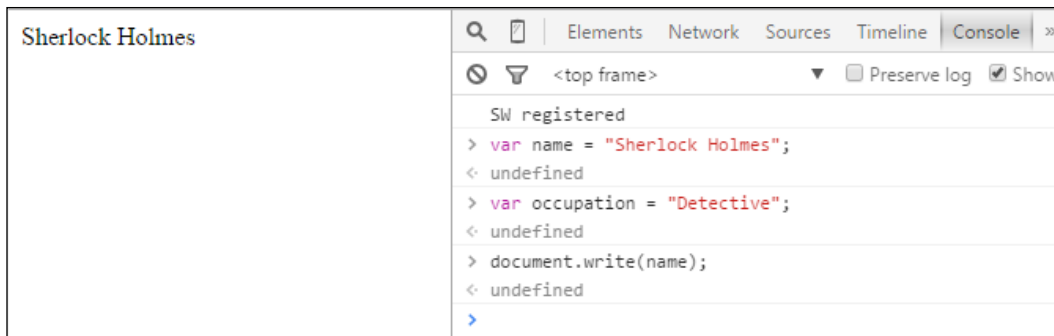 Sherlock Holmes
Elements Network Sources Timeline Console »
<top frame> ▼ Preserve log Show
SW registered
> var name = "Sherlock Holmes";
<· undefined
> var occupation = "Detective";
<· undefined
> document.write(name);
<· undefined
>